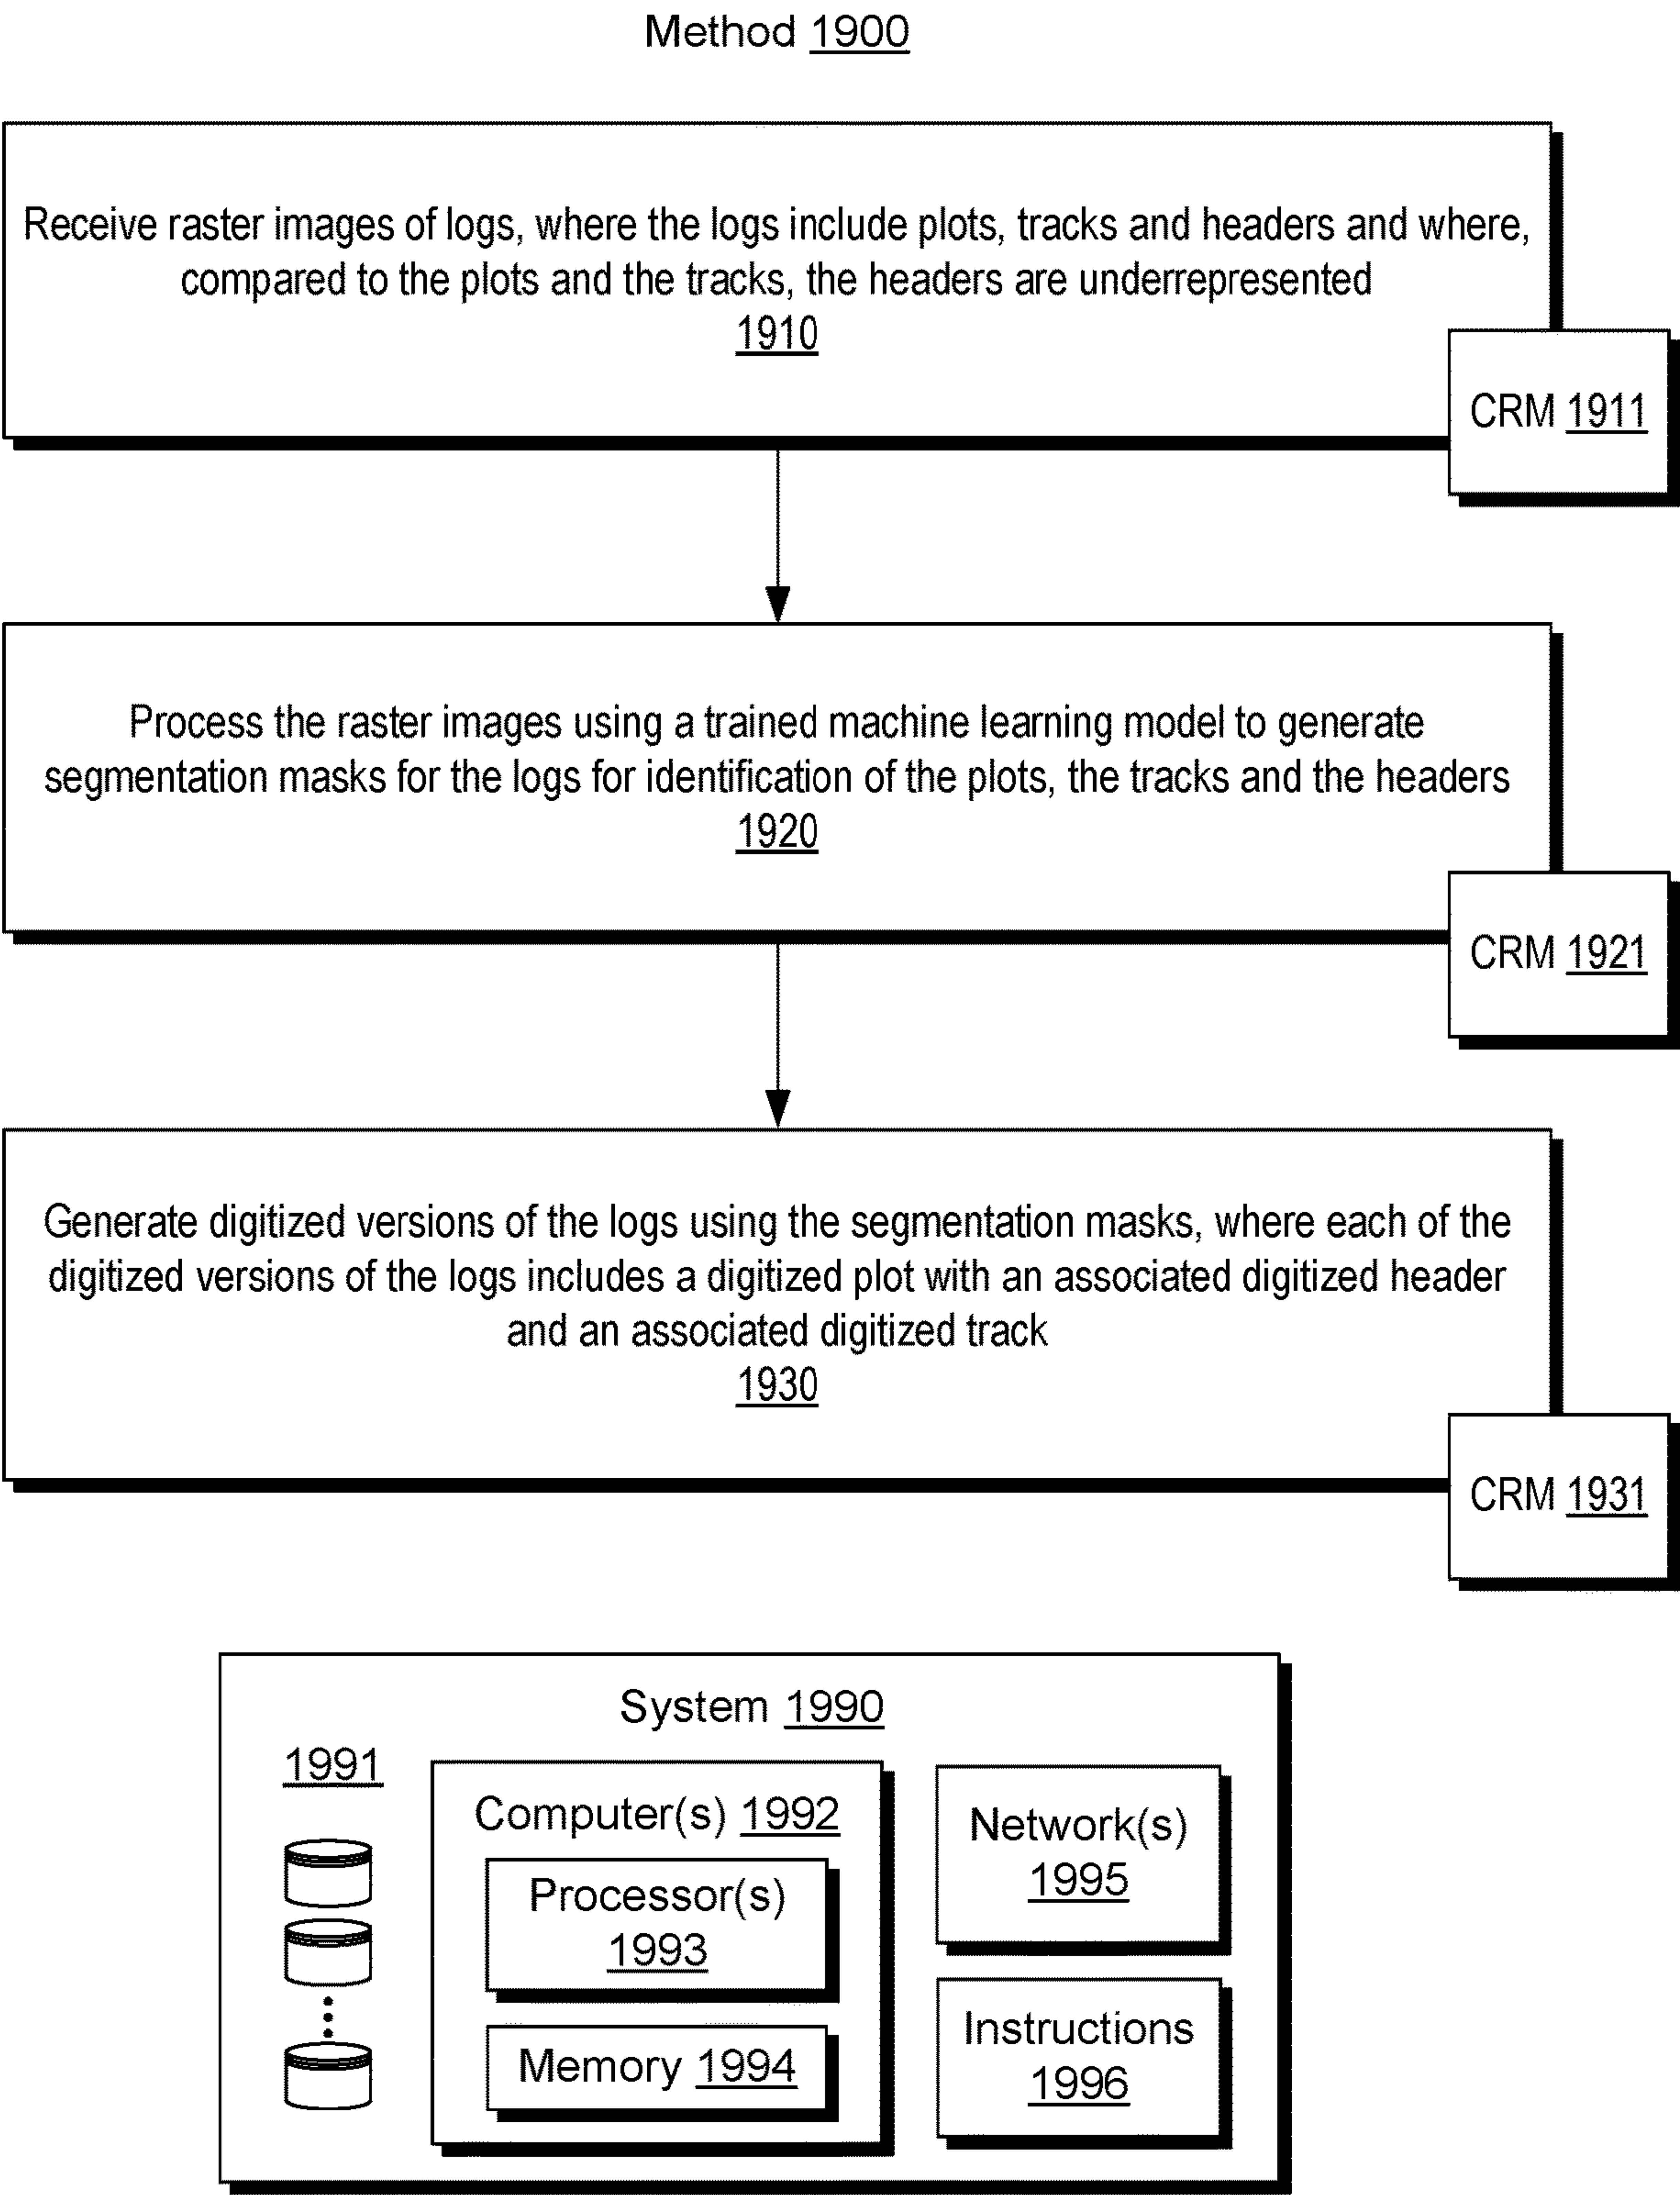 Method 1900
Receive raster images of logs, where the logs include plots, tracks and headers and where,
compared to the plots and the tracks, the headers are underrepresented
1910
CRM 1911
Process the raster images using a trained machine learning model to generate
segmentation masks for the logs for identification of the plots, the tracks and the headers
1920
CRM 1921
Generate digitized versions of the logs using the segmentation masks, where each of the
digitized versions of the logs includes a digitized plot with an associated digitized header
and an associated digitized track
1930
CRM 1931
System 1990
1991
Computer(s) 1992
Processor(s)
1993
Memory 1994
Network(s)
1995
Instructions
1996